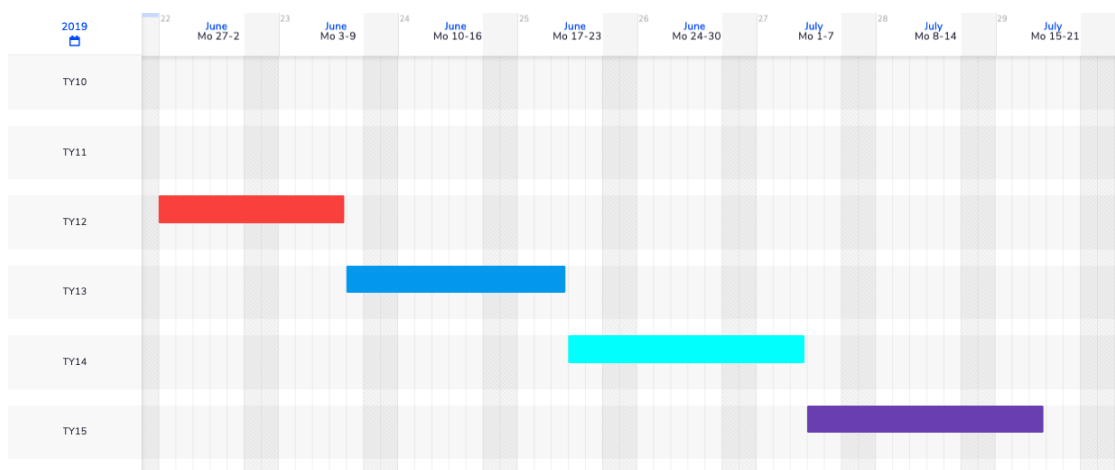 2019
22
June
Mo 27-2
23
June
Mo 3-9
24
June
Mo 10-16
25
June
Mo 17-23
26
June
Mo 24-30
27
July
Mo 1-7
28
July
Mo 8-14
29
July
Mo 15-21
TY10
TY11
TY12
TY13
TY14
TY15